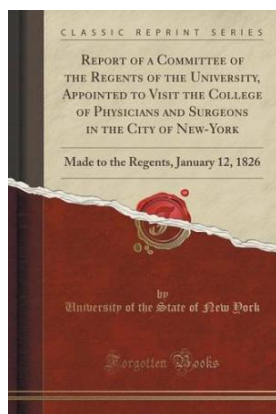 CLASSIC REPRINT SERIES
REPORT OF A COMMITTEE OF
THE REGENTS OF THE UNIVERSITY,
APPOINTED TO VISIT THE COLLEGE
OF PHYSICIANS AND SURGEONS
IN THE CITY OF NEW-YORK
Made to the Regents, January 12, 1826
by
University of the State of New York
Forgotten Books